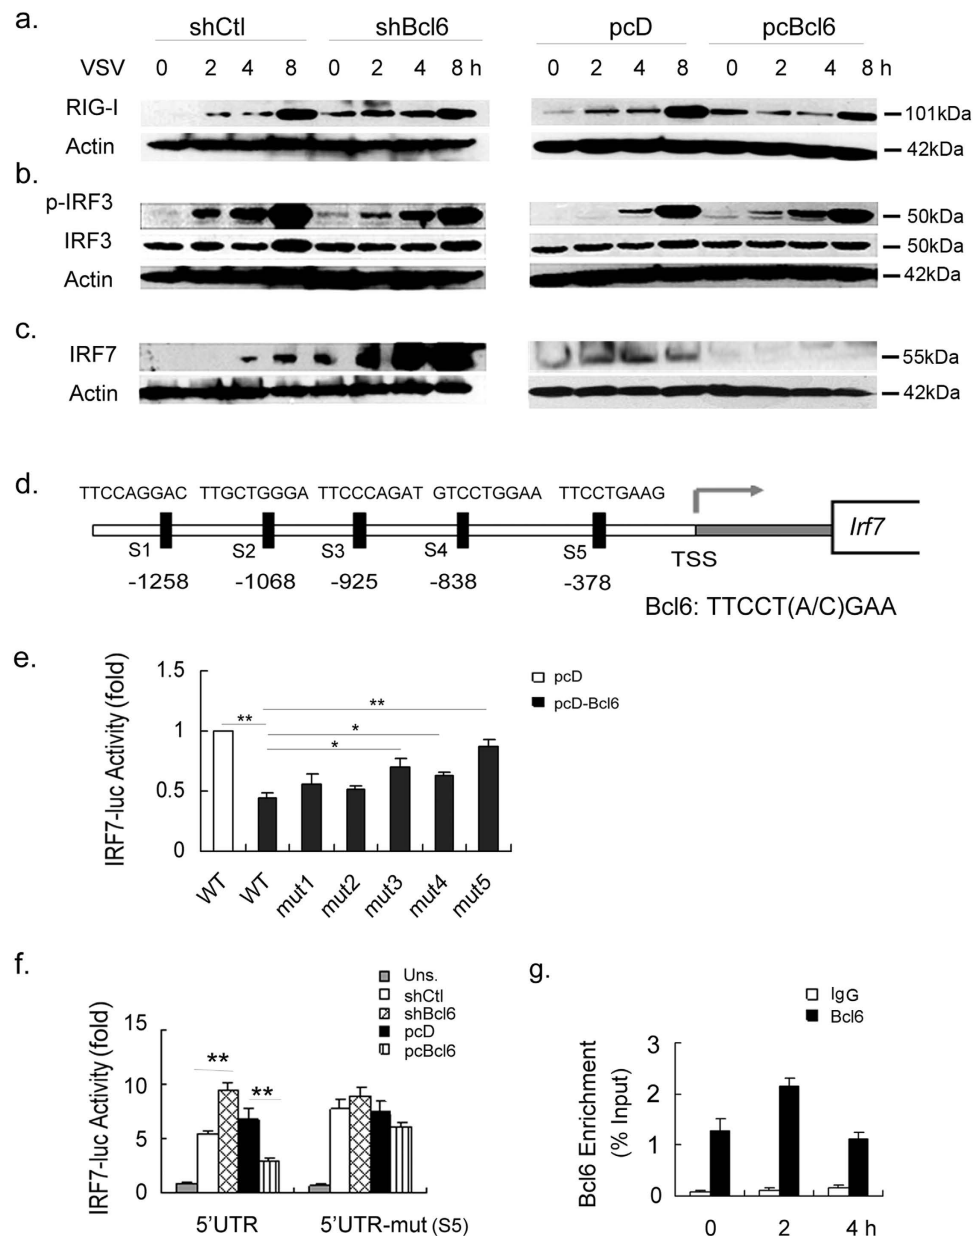 a.
shCtl shBcl6 pcD pcBcl6
VSV 0 2 4 8 0 2 4 8 h 0 2 4 8 0 2 4 8 h
RIG-I 101kDa
Actin 42kDa
b.
p-IRF3 50kDa
IRF3 50kDa
Actin 42kDa
c.
IRF7 55kDa
Actin 42kDa
d.
TTCCAGGAC TTGCTGGGA TTCCCAGAT GTCCTGGAA TTCCTGAAG
Irf7
S1 S2 S3 S4 S5 TSS
-1258 -1068 -925 -838 -378
Bcl6: TTCCT(A/C)GAA
e.
IRF7-luc Activity (fold)
1.5
1
0.5
0
** * * **
pcD
pcD-Bcl6
WT WT mut1 mut2 mut3 mut4 mut5
f.
Uns.
shCtl
shBcl6
pcD
pcBcl6
IRF7-luc Activity (fold)
15
10
5
0
** **
5'UTR 5'UTR-mut (S5)
g.
IgG
Bcl6
Bcl6 Enrichment
(% Input)
3
2
1
0
0 2 4 h